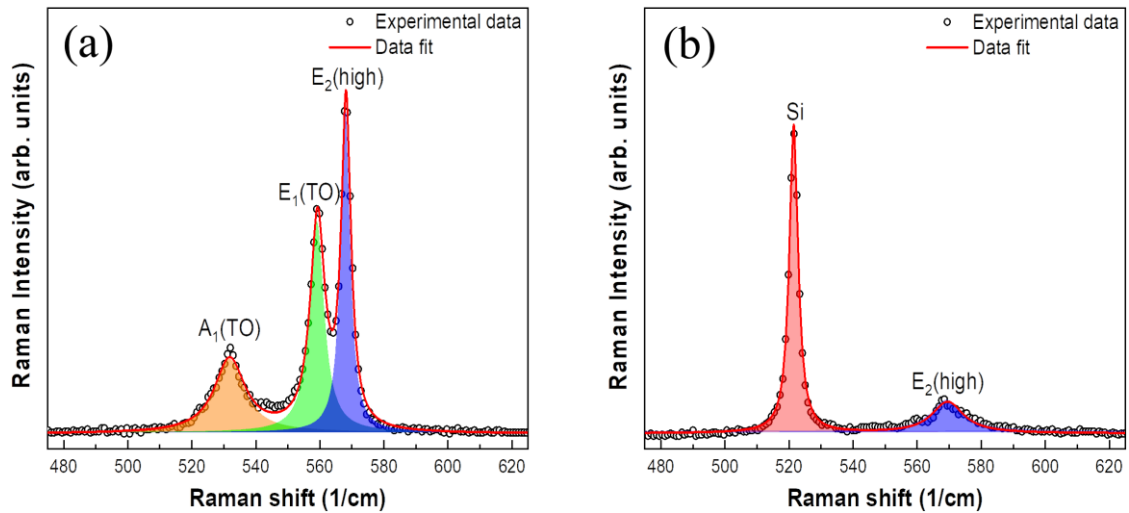 (a)
Experimental data
Data fit
E₂(high)
E₁(TO)
A₁(TO)
Raman Intensity (arb. units)
480 500 520 540 560 580 600 620
Raman shift (1/cm)
(b)
Experimental data
Data fit
Si
E₂(high)
Raman Intensity (arb. units)
480 500 520 540 560 580 600 620
Raman shift (1/cm)